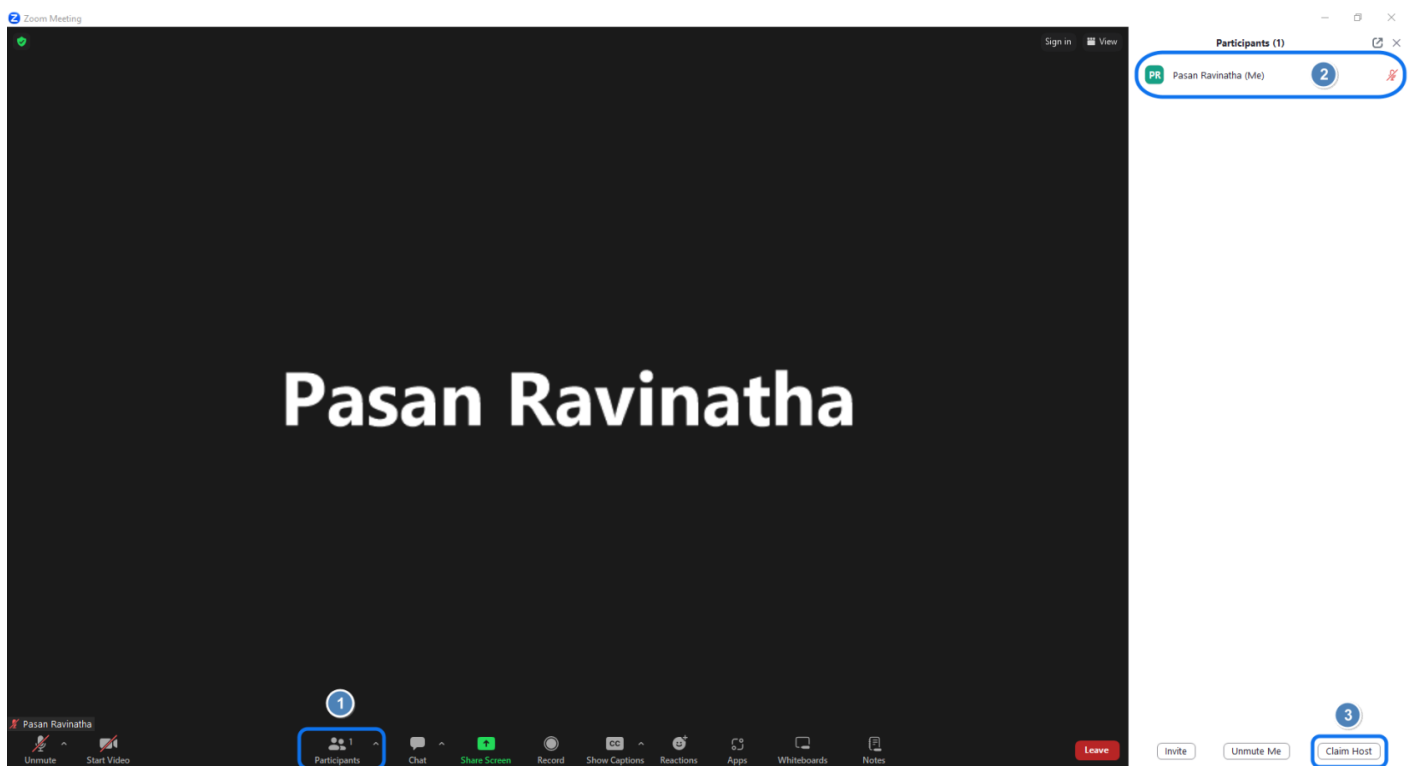 Zoom Meeting
Sign in View
Participants (1)
PR Pasan Ravinatha (Me) 2
Pasan Ravinatha
1
3
Pasan Ravinatha
1
Unmute Start Video Participants Chat Share Screen Record CC Show Captions Reactions Apps Whiteboards Notes Leave
Invite Unmute Me Claim Host